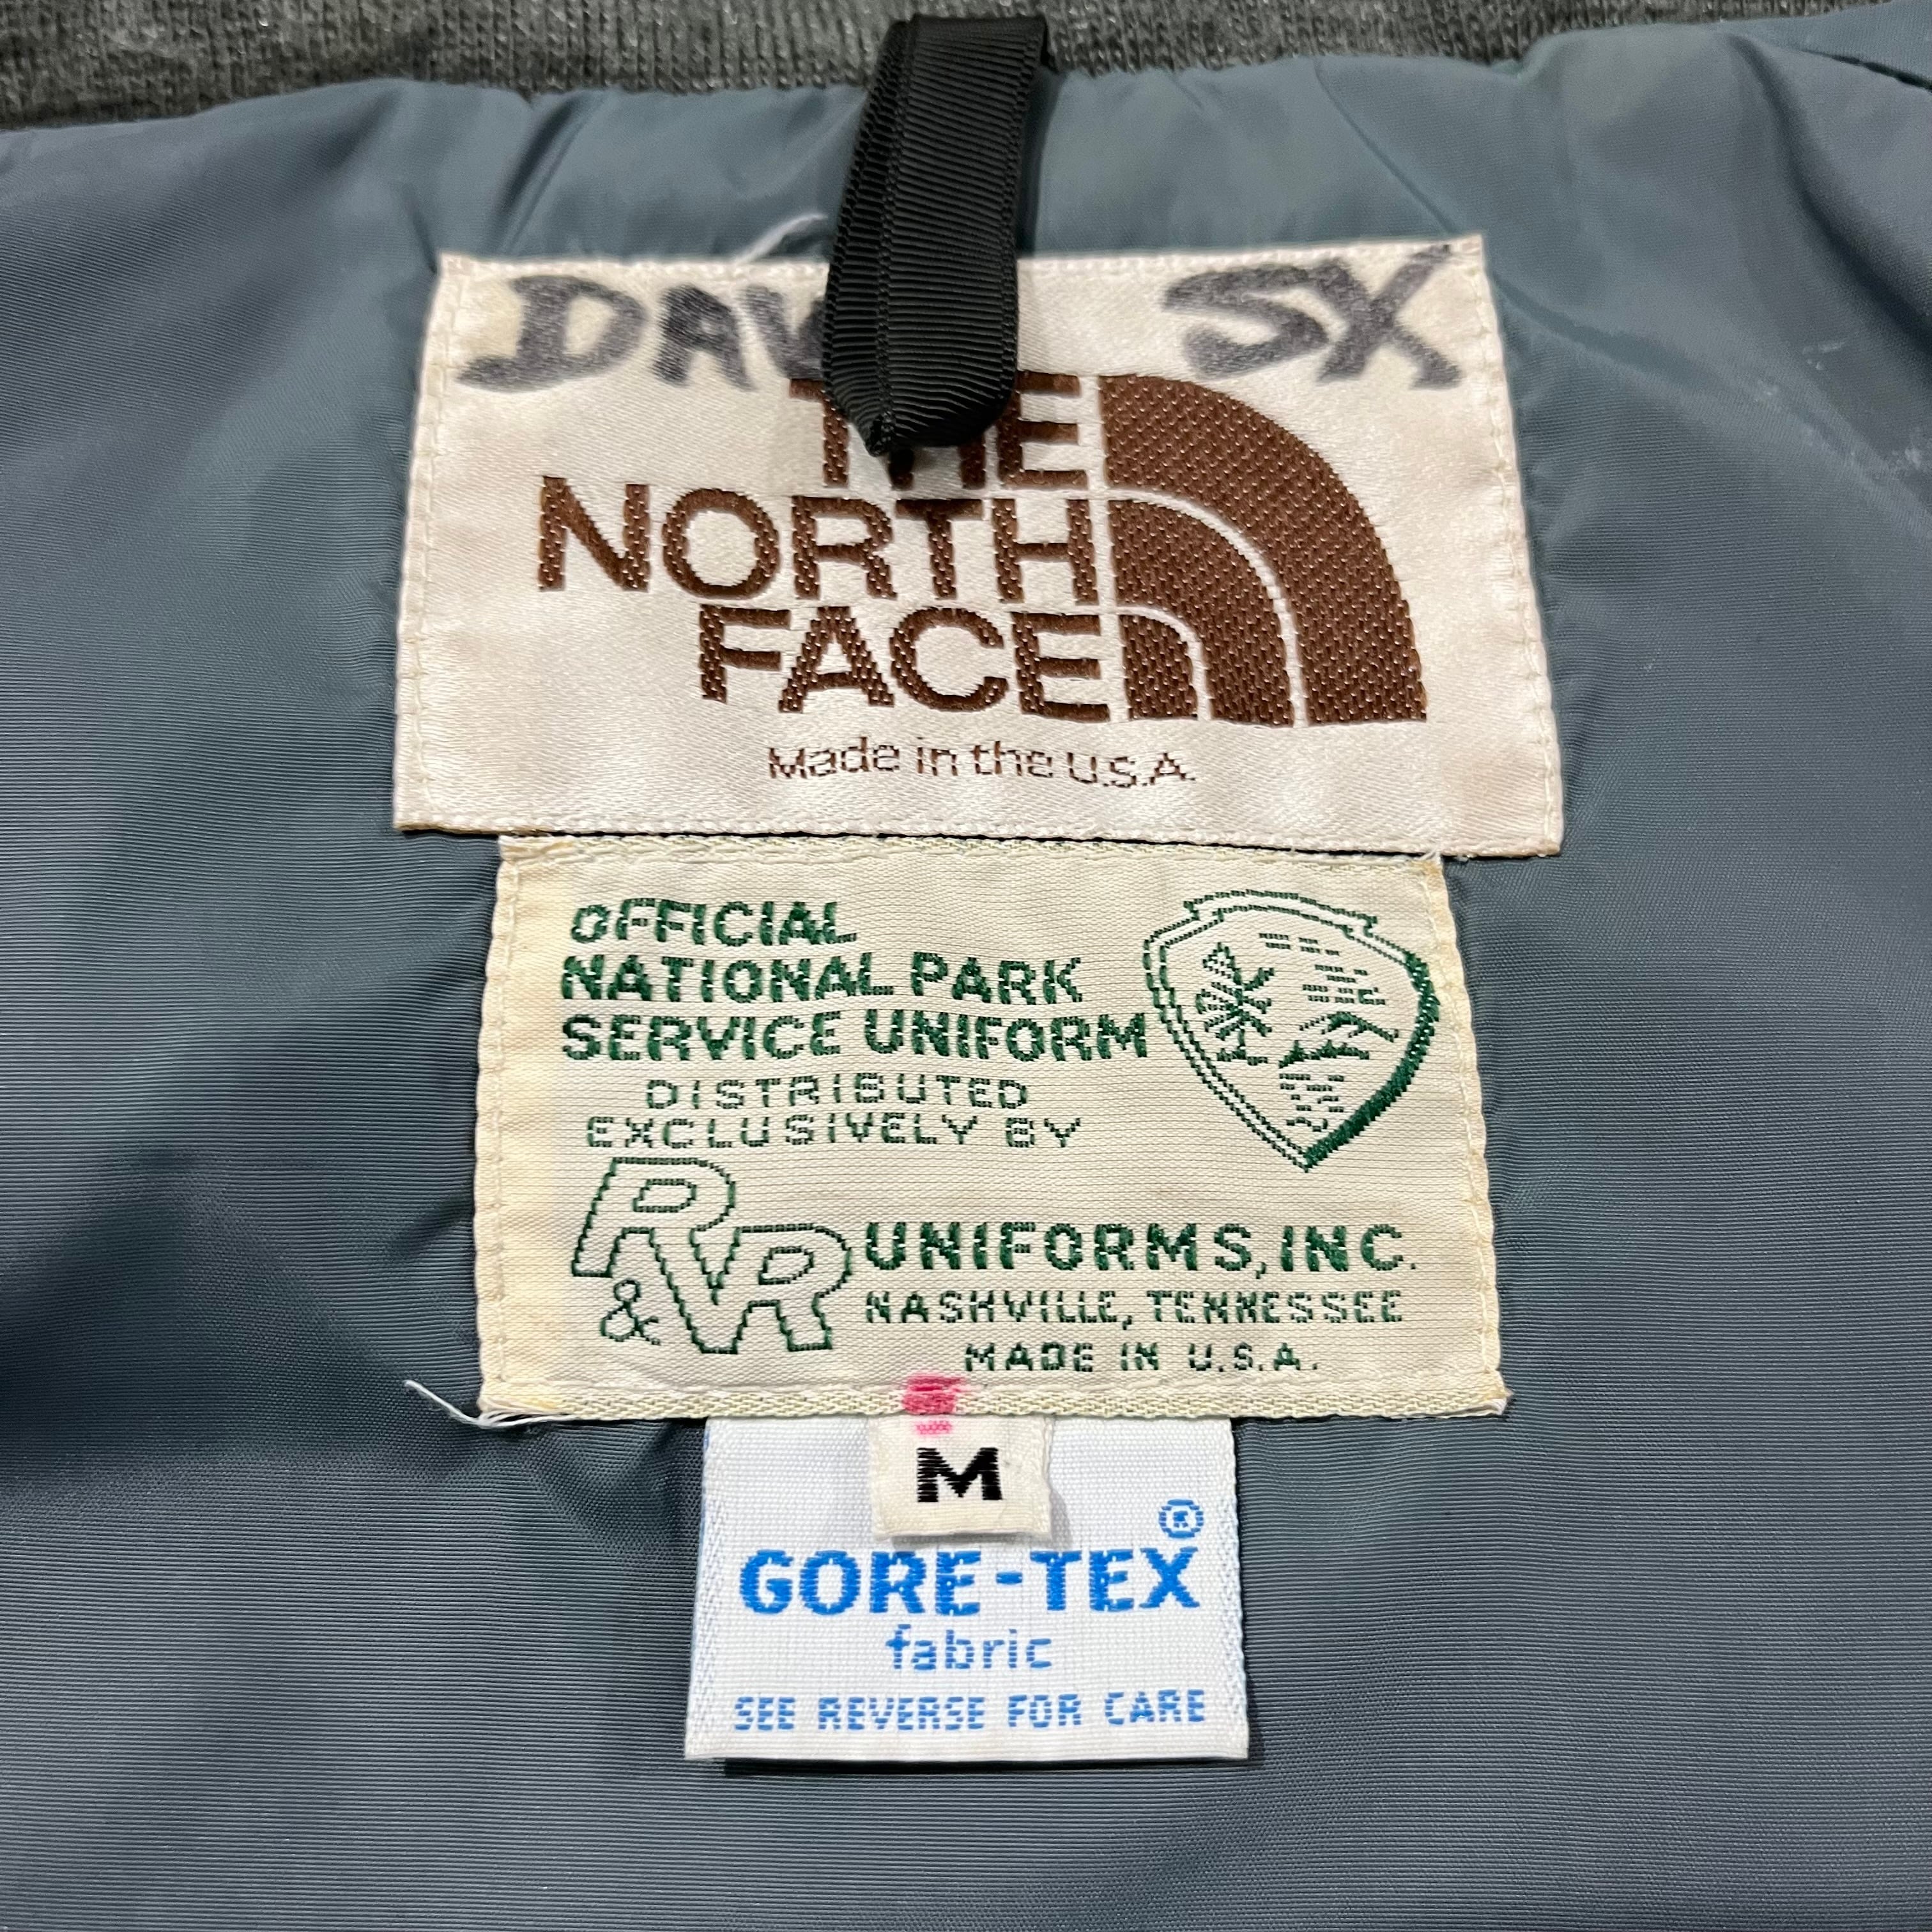 DAV SX
THE
NORTH
FACE
Made in the U.S.A.
OFFICIAL
NATIONAL PARK
SERVICE UNIFORM
DISTRIBUTED
EXCLUSIVELY BY
R&R UNIFORMS, INC.
NASHVILLE, TENNESSEE
MADE IN U.S.A.
M
GORE-TEX®
fabric
SEE REVERSE FOR CARE